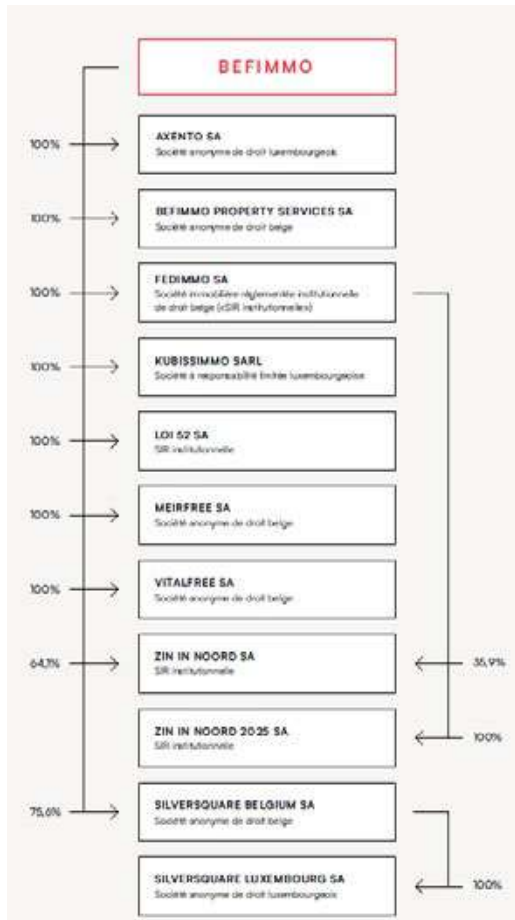 BEFIMMO
100%
AXENTO SA
Société anonyme de droit luxembourgeois
100%
BEFIMMO PROPERTY SERVICES SA
Société anonyme de droit belge
100%
FEDIMMO SA
Société immobilière réglementée institutionnelle
de droit belge («SIR institutionnelle»)
100%
KUBISSIMMO SARL
Société à responsabilité limitée luxembourgeoise
100%
LOI 52 SA
SIR institutionnelle
100%
MEIRFREE SA
Société anonyme de droit belge
100%
VITALFREE SA
Société anonyme de droit belge
64,1%
ZIN IN NOORD SA
SIR institutionnelle
35,9%
ZIN IN NOORD 2025 SA
SIR institutionnelle
100%
75,6%
SILVERSQUARE BELGIUM SA
Société anonyme de droit belge
SILVERSQUARE LUXEMBOURG SA
Société anonyme de droit luxembourgeois
100%